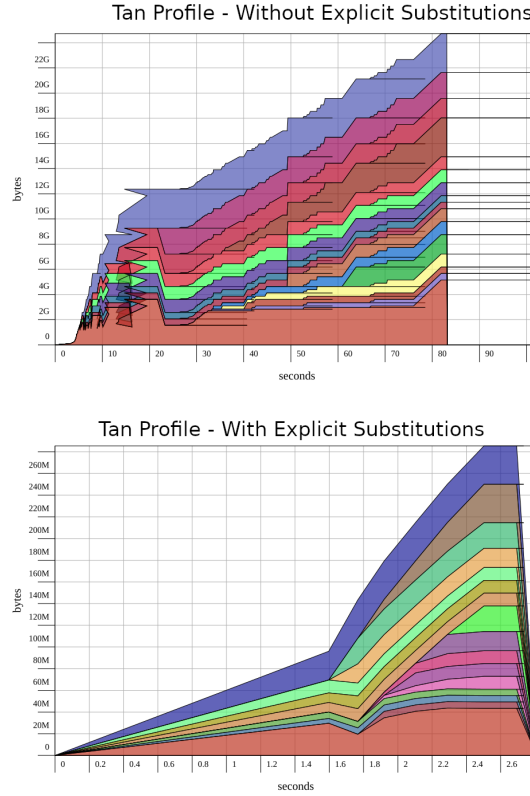 Tan Profile - Without Explicit Substitutions
22G
20G
18G
16G
14G
12G
10G
8G
6G
4G
2G
0
bytes
0 10 20 30 40 50 60 70 80 90
seconds
Tan Profile - With Explicit Substitutions
260M
240M
220M
200M
180M
160M
140M
120M
100M
80M
60M
40M
20M
0
bytes
0 0.2 0.4 0.6 0.8 1 1.2 1.4 1.6 1.8 2 2.2 2.4 2.6
seconds